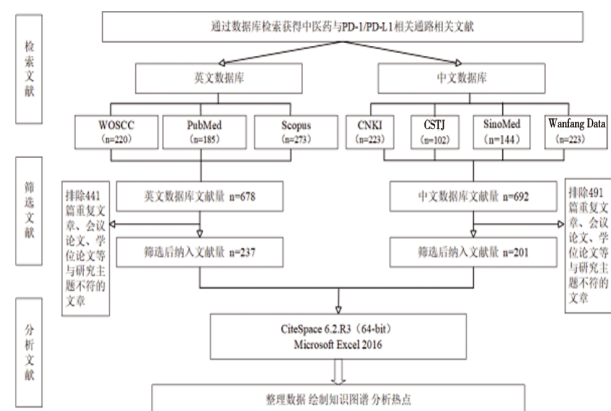 通过数据库检索获得中医药与PD-1/PD-L1相关通路相关文献
检索文献
英文数据库
中文数据库
WOSCC
(n=220)
PubMed
(n=185)
Scopus
(n=273)
CNKI
(n=223)
CSTJ
(n=102)
SinoMed
(n=144)
Wanfang Data
(n=223)
筛选文献
排除441
篇重复文
章、会议
论文、学
位论文等
与研究主
题不符的
文章
英文数据库文献量 n=678
筛选后纳入文献量 n=237
中文数据库文献量 n=692
筛选后纳入文献量 n=201
排除491
篇重复文
章、会议
论文、学
位论文等
与研究主
题不符的
文章
分析文献
CiteSpace 6.2.R3（64-bit）
Microsoft Excel 2016
整理数据 绘制知识图谱 分析热点